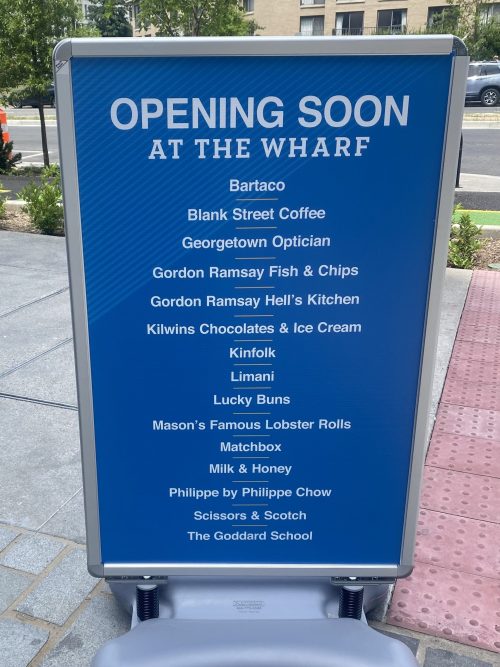 OPENING SOON
AT THE WHARF
Bartaco
Blank Street Coffee
Georgetown Optician
Gordon Ramsay Fish & Chips
Gordon Ramsay Hell's Kitchen
Kilwins Chocolates & Ice Cream
Kinfolk
Limani
Lucky Buns
Mason's Famous Lobster Rolls
Matchbox
Milk & Honey
Philippe by Philippe Chow
Scissors & Scotch
The Goddard School